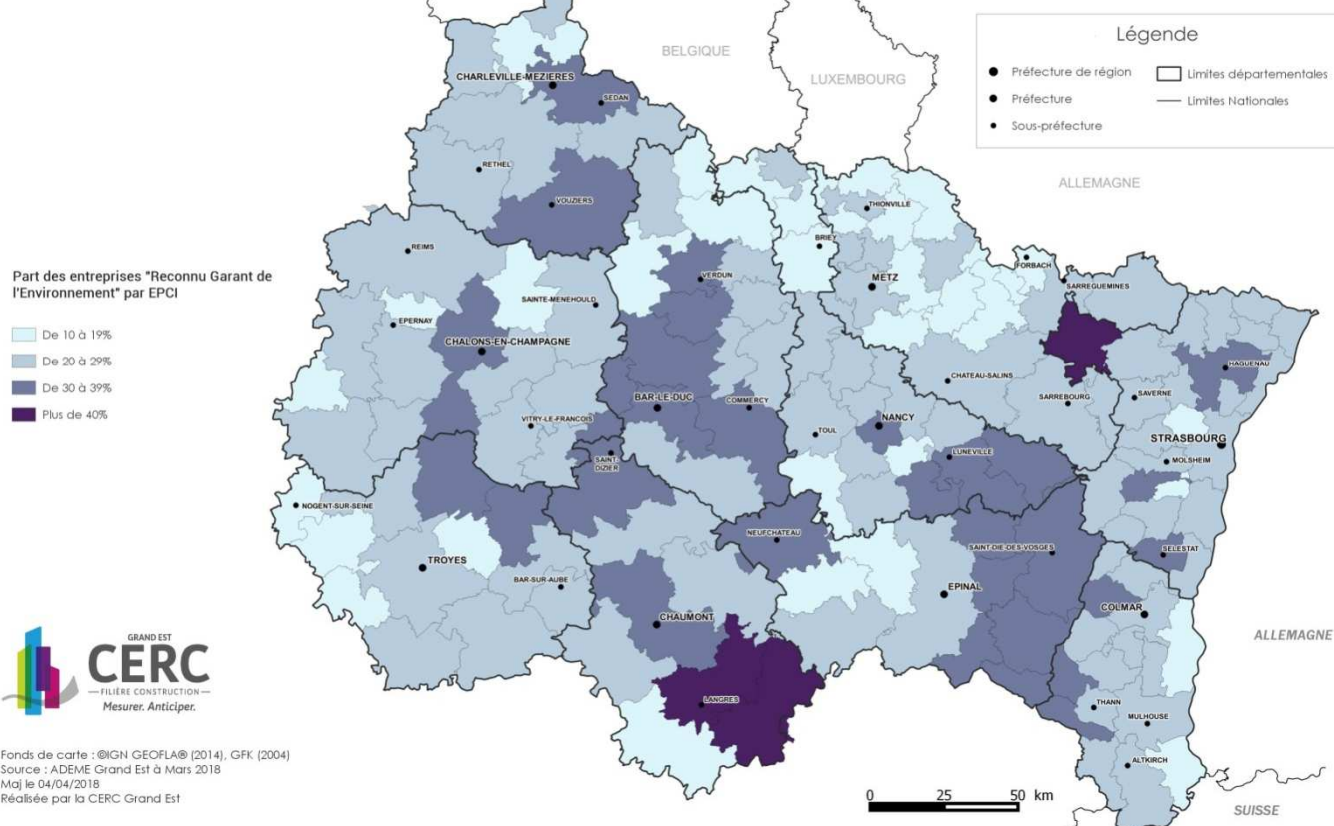 BELGIQUE
LUXEMBOURG
ALLEMAGNE
Légende
Préfecture de région
Préfecture
Sous-préfecture
Limites départementales
Limites Nationales
Part des entreprises "Reconnu Garant de
l'Environnement" par EPCI
De 10 à 19%
De 20 à 29%
De 30 à 39%
Plus de 40%
CHARLEVILLE-MEZIERES
SEDAN
RETHEL
VOUZIERS
REIMS
EPERNAY
SAINTE-MENEHOULD
CHALONS-EN-CHAMPAGNE
VITRY-LE-FRANCOIS
VERDUN
BAR-LE-DUC
COMMERCY
BRIEY
THIONVILLE
METZ
FORBACH
SARREGUEMINES
CHATEAU-SALINS
SARREBOURG
HAGUENAU
SAVERNE
STRASBOURG
MOLSHEIM
TOUL
NANCY
LUNEVILLE
SAINT-
DIZIER
NOGENT-SUR-SEINE
TROYES
BAR-SUR-AUBE
NEUFCHATEAU
SAINT-DIE-DES-VOSGES
EPINAL
SELESTAT
COLMAR
CHAUMONT
LANGRES
THANN
MULHOUSE
ALTKIRCH
ALLEMAGNE
SUISSE
GRAND EST
CERC
FILIÈRE CONSTRUCTION
Mesurer. Anticiper.
Fonds de carte : ©IGN GEOFLA® (2014), GFK (2004)
Source : ADEME Grand Est à Mars 2018
Maj le 04/04/2018
Réalisée par la CERC Grand Est
0 25 50 km